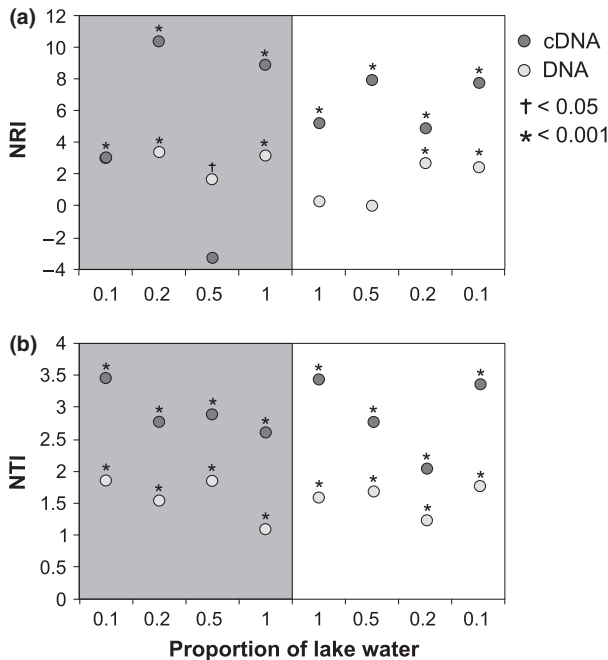 (a)
NRI
12
10
8
6
4
2
0
−2
−4
* * * * * * † * * * * * *
0.1 0.2 0.5 1 1 0.5 0.2 0.1
cDNA
DNA
† < 0.05
* < 0.001
(b)
NTI
4
3.5
3
2.5
2
1.5
1
0.5
0
* * * * * * * * * * * * * * * *
0.1 0.2 0.5 1 1 0.5 0.2 0.1
Proportion of lake water